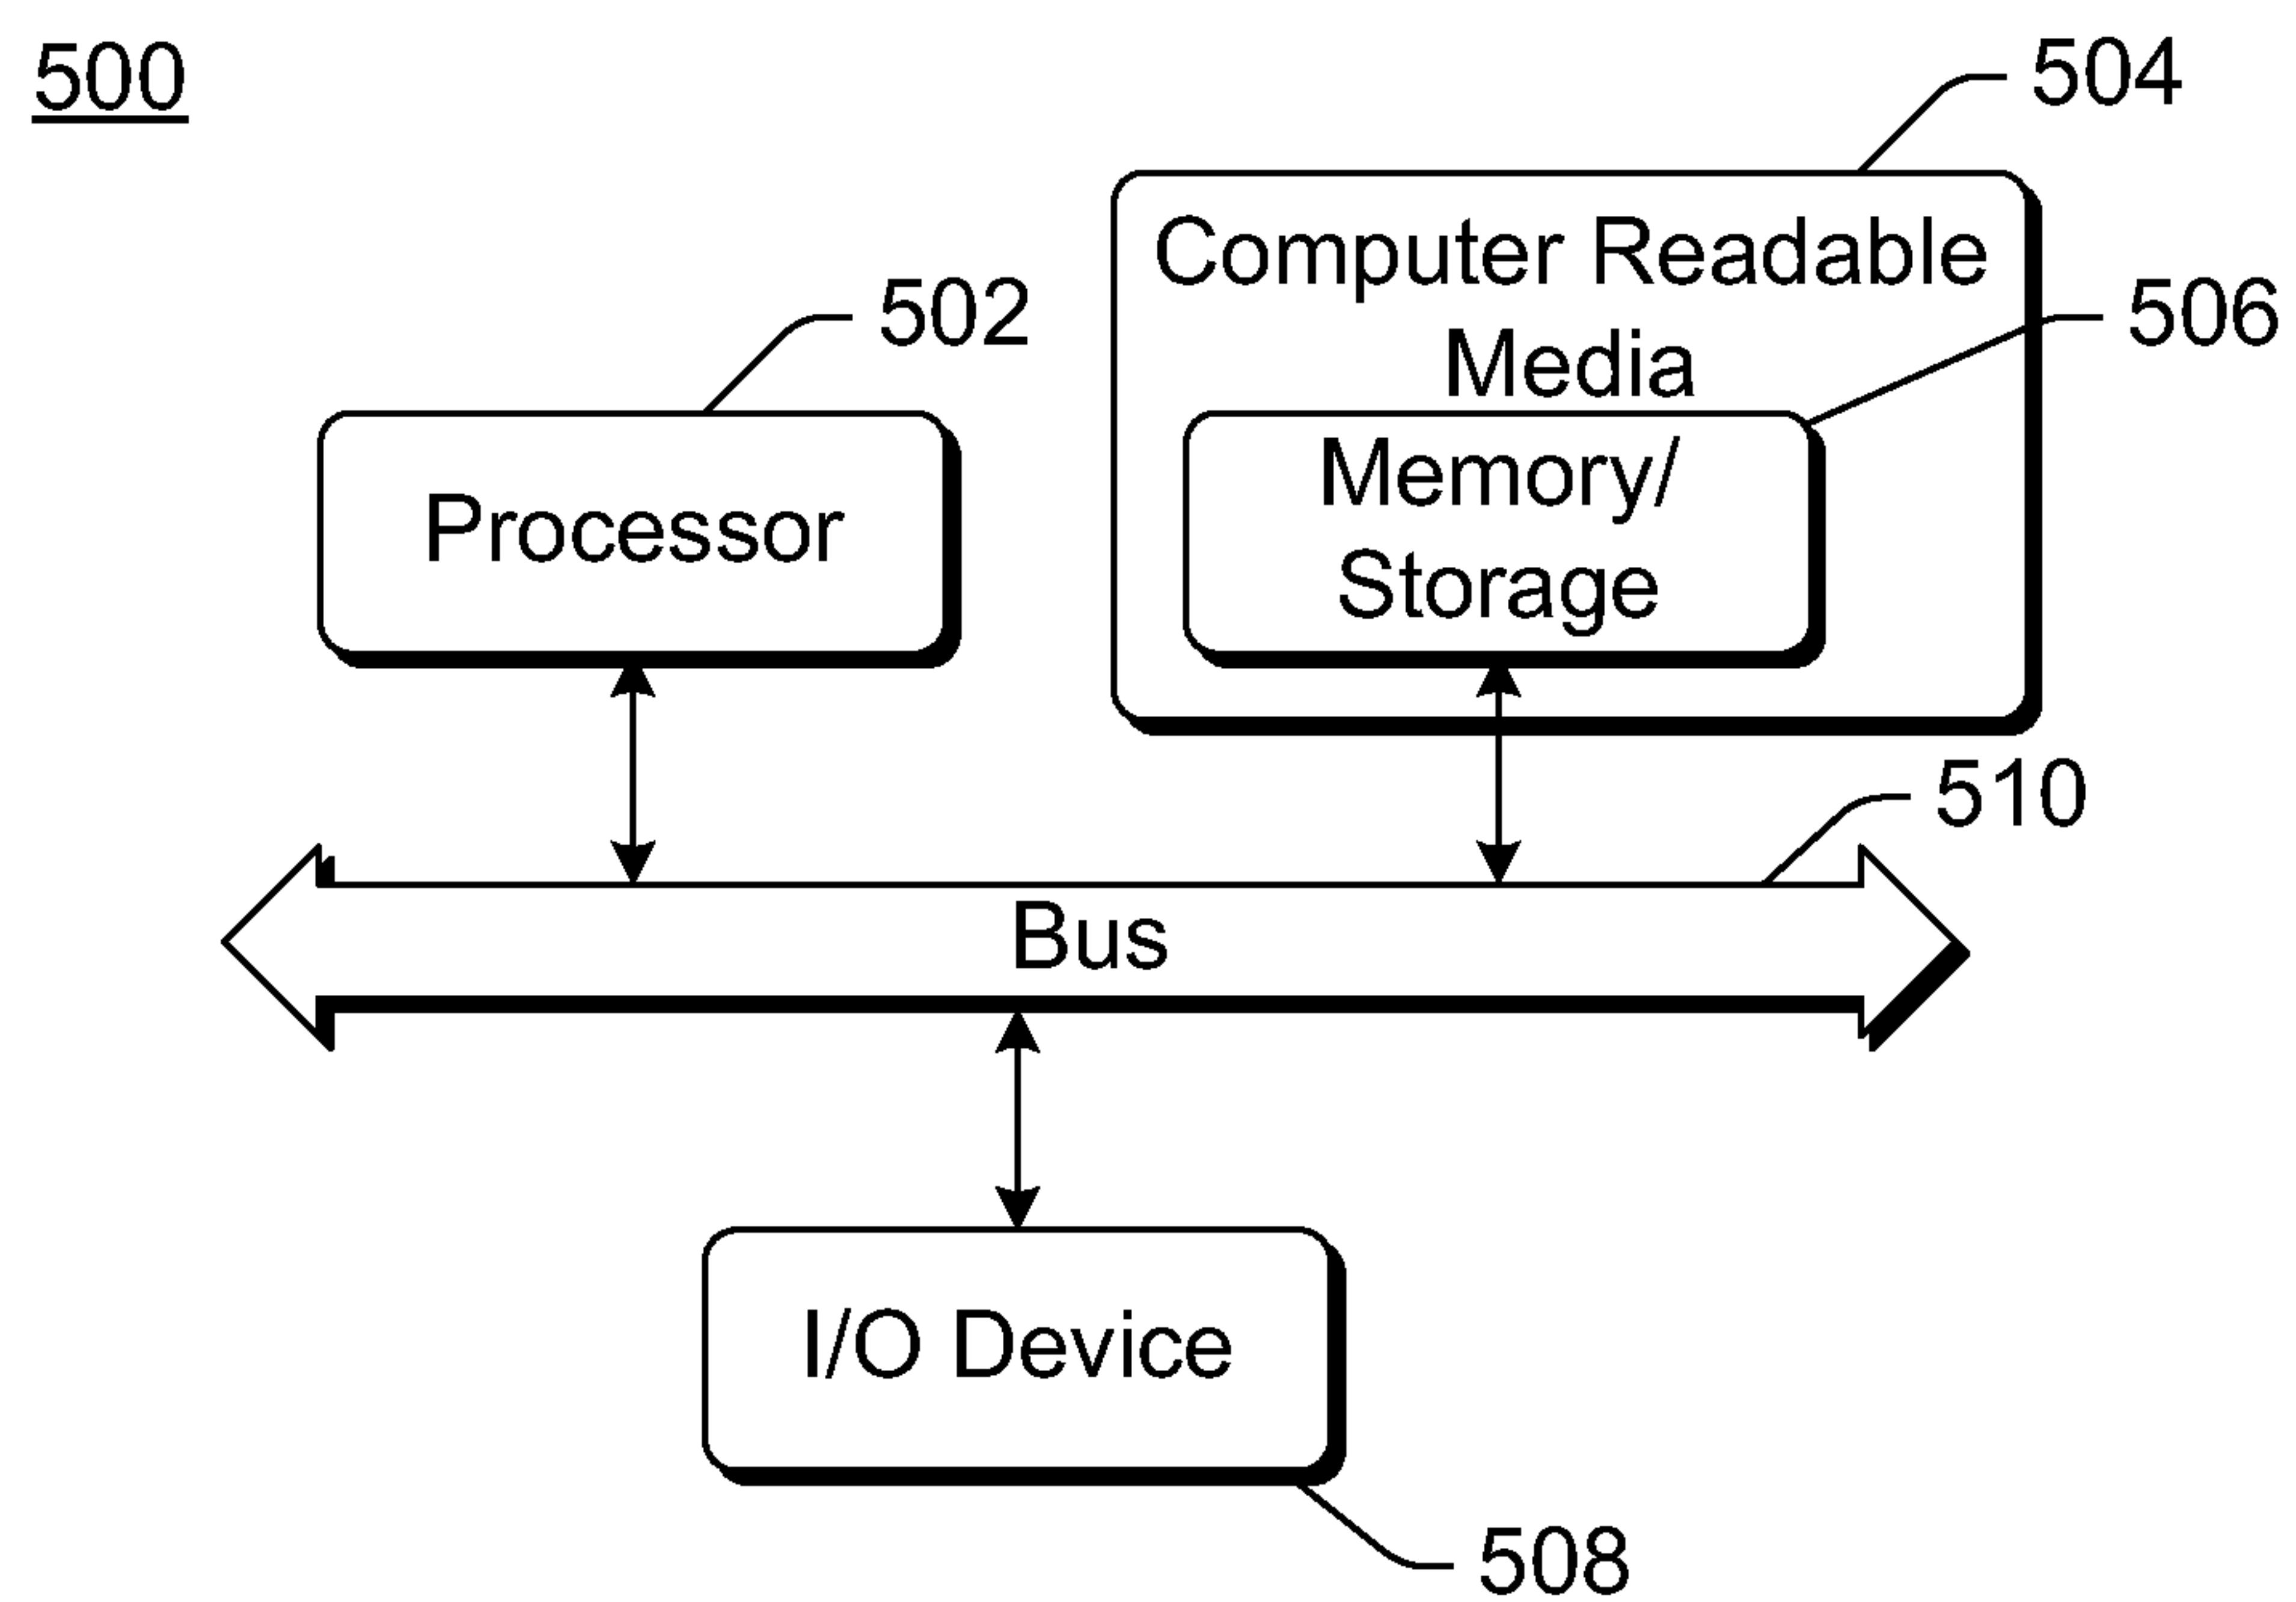 500
504
Computer Readable
Media
506
502
Memory/
Storage
Processor
510
Bus
I/O Device
508